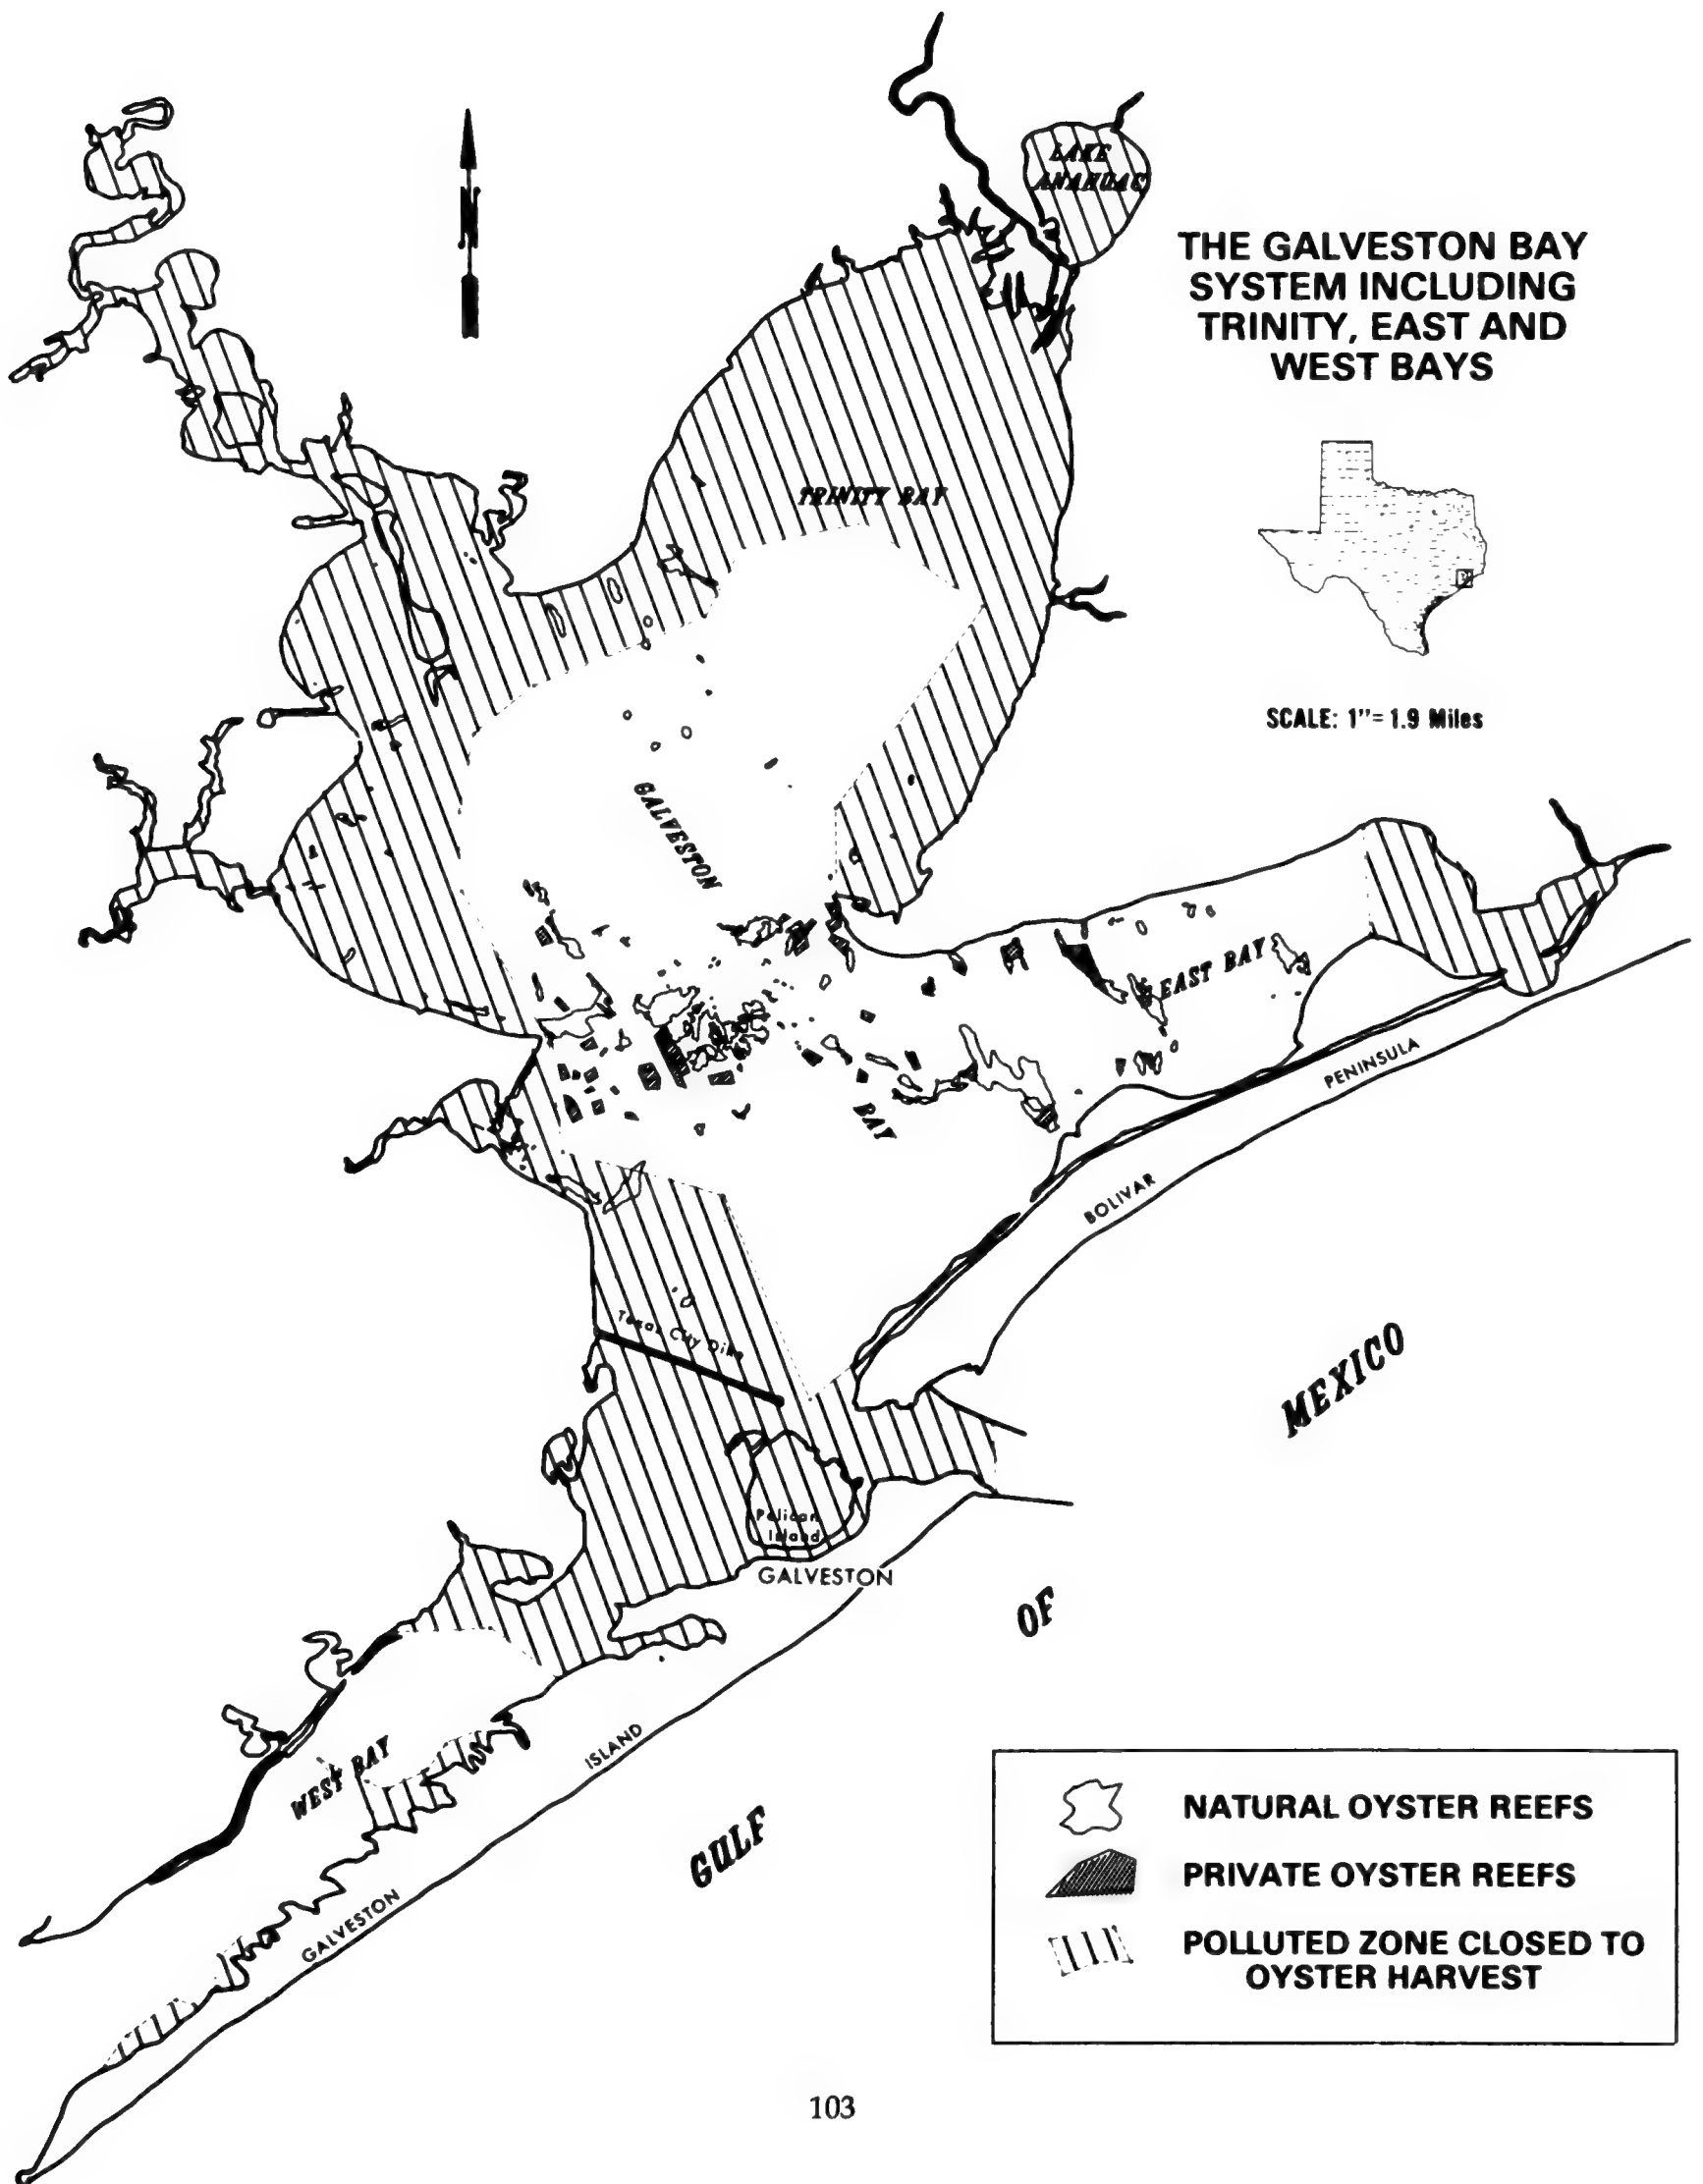 LAKE
ANAHUAC
N
THE GALVESTON BAY
SYSTEM INCLUDING
TRINITY, EAST AND
WEST BAYS
TRINITY BAY
SCALE: 1"= 1.9 Miles
GALVESTON
BAY
EAST BAY
BOLIVAR
PENINSULA
Texas City Dike
Pelican
Island
GALVESTON
GULF
OF
MEXICO
WEST BAY
GALVESTON
ISLAND
NATURAL OYSTER REEFS
PRIVATE OYSTER REEFS
POLLUTED ZONE CLOSED TO
OYSTER HARVEST
103